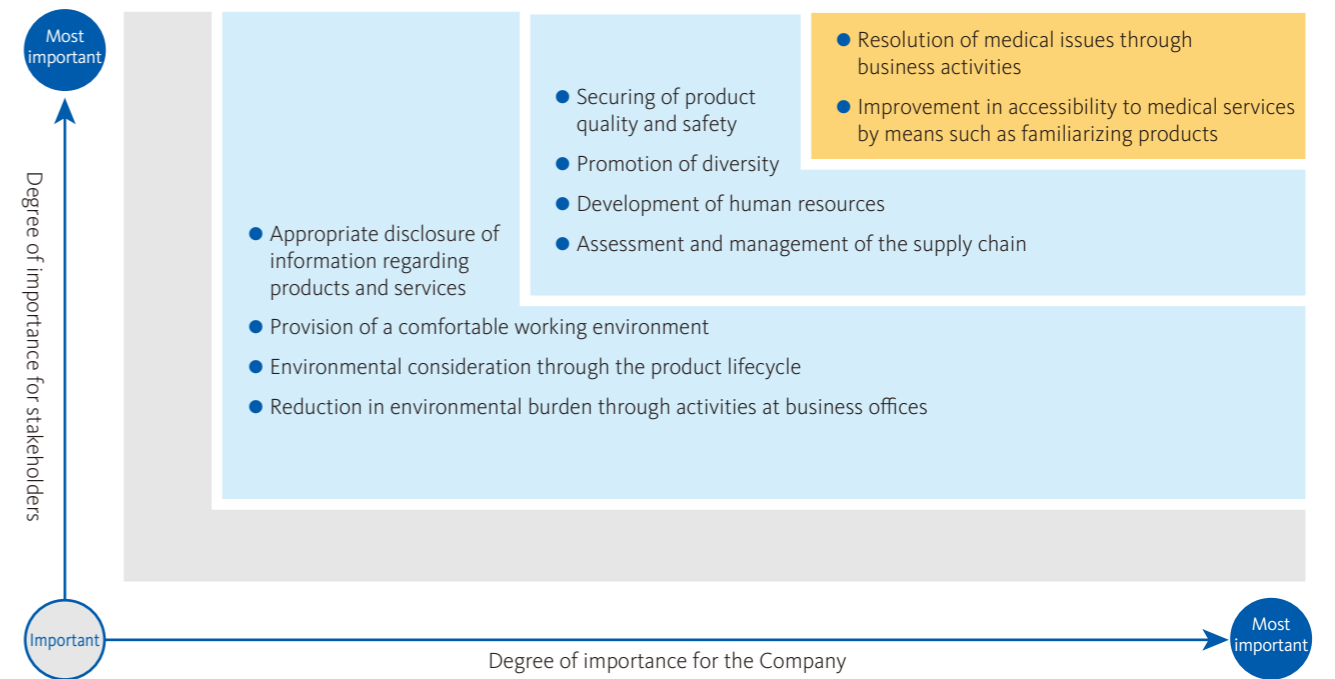 Most
important
Degree of importance for stakeholders
Resolution of medical issues through
business activities
Improvement in accessibility to medical services
by means such as familiarizing products
Securing of product
quality and safety
Promotion of diversity
Development of human resources
Assessment and management of the supply chain
Appropriate disclosure of
information regarding
products and services
Provision of a comfortable working environment
Environmental consideration through the product lifecycle
Reduction in environmental burden through activities at business offices
Important
Degree of importance for the Company
Most
important